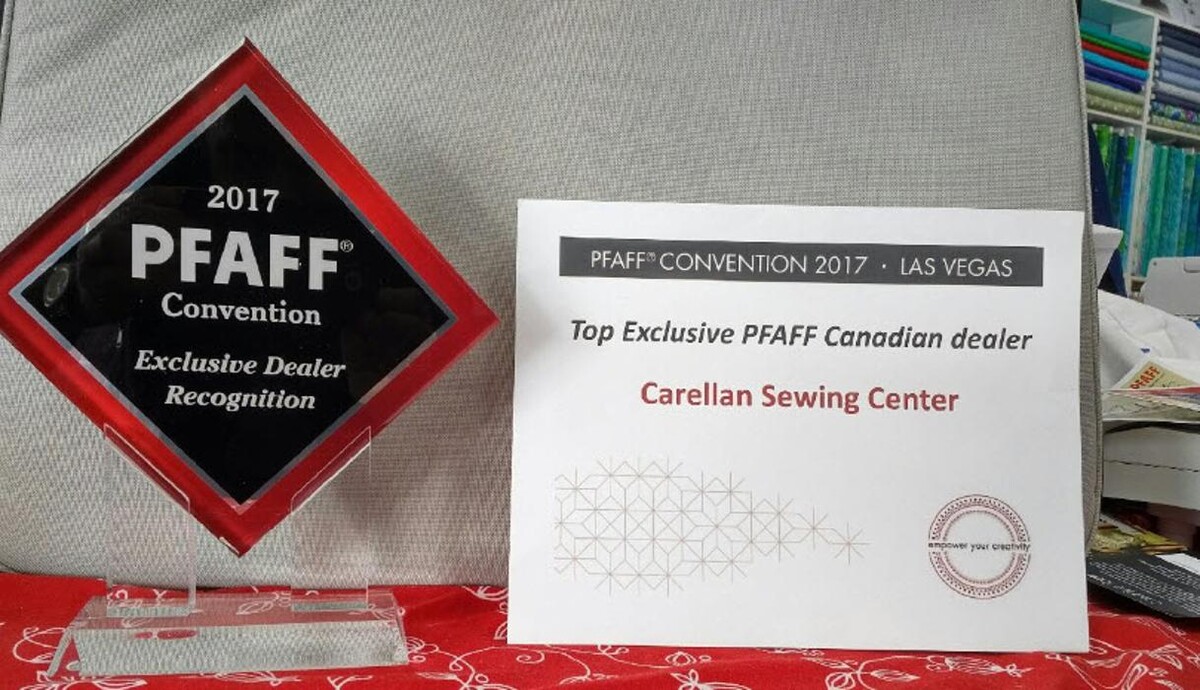 2017
PFAFF®
Convention
Exclusive Dealer
Recognition
PFAFF® CONVENTION 2017 · LAS VEGAS
Top Exclusive PFAFF Canadian dealer
Carellan Sewing Center
empower your creativity
PFAFF